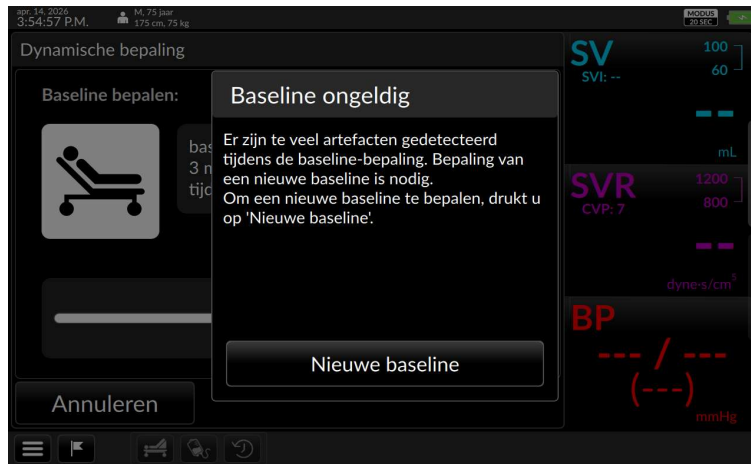 apr. 14, 2026
3:54:57 P.M.
M, 75 jaar
175 cm, 75 kg
MODUS
20 SEC
Dynamische bepaling
Baseline bepalen:
3 m
Baseline ongeldig
Er zijn te veel artefacten gedetecteerd
tijdens de baseline-bepaling. Bepaling van
een nieuwe baseline is nodig.
Om een nieuwe baseline te bepalen, drukt u
op 'Nieuwe baseline'.
Nieuwe baseline
Annuleren
SV
SVI: --
100
60
--
mL
SVR
CVP: 7
1200
800
--
dyne·s/cm⁵
BP
--- / ---
(---)
mmHg